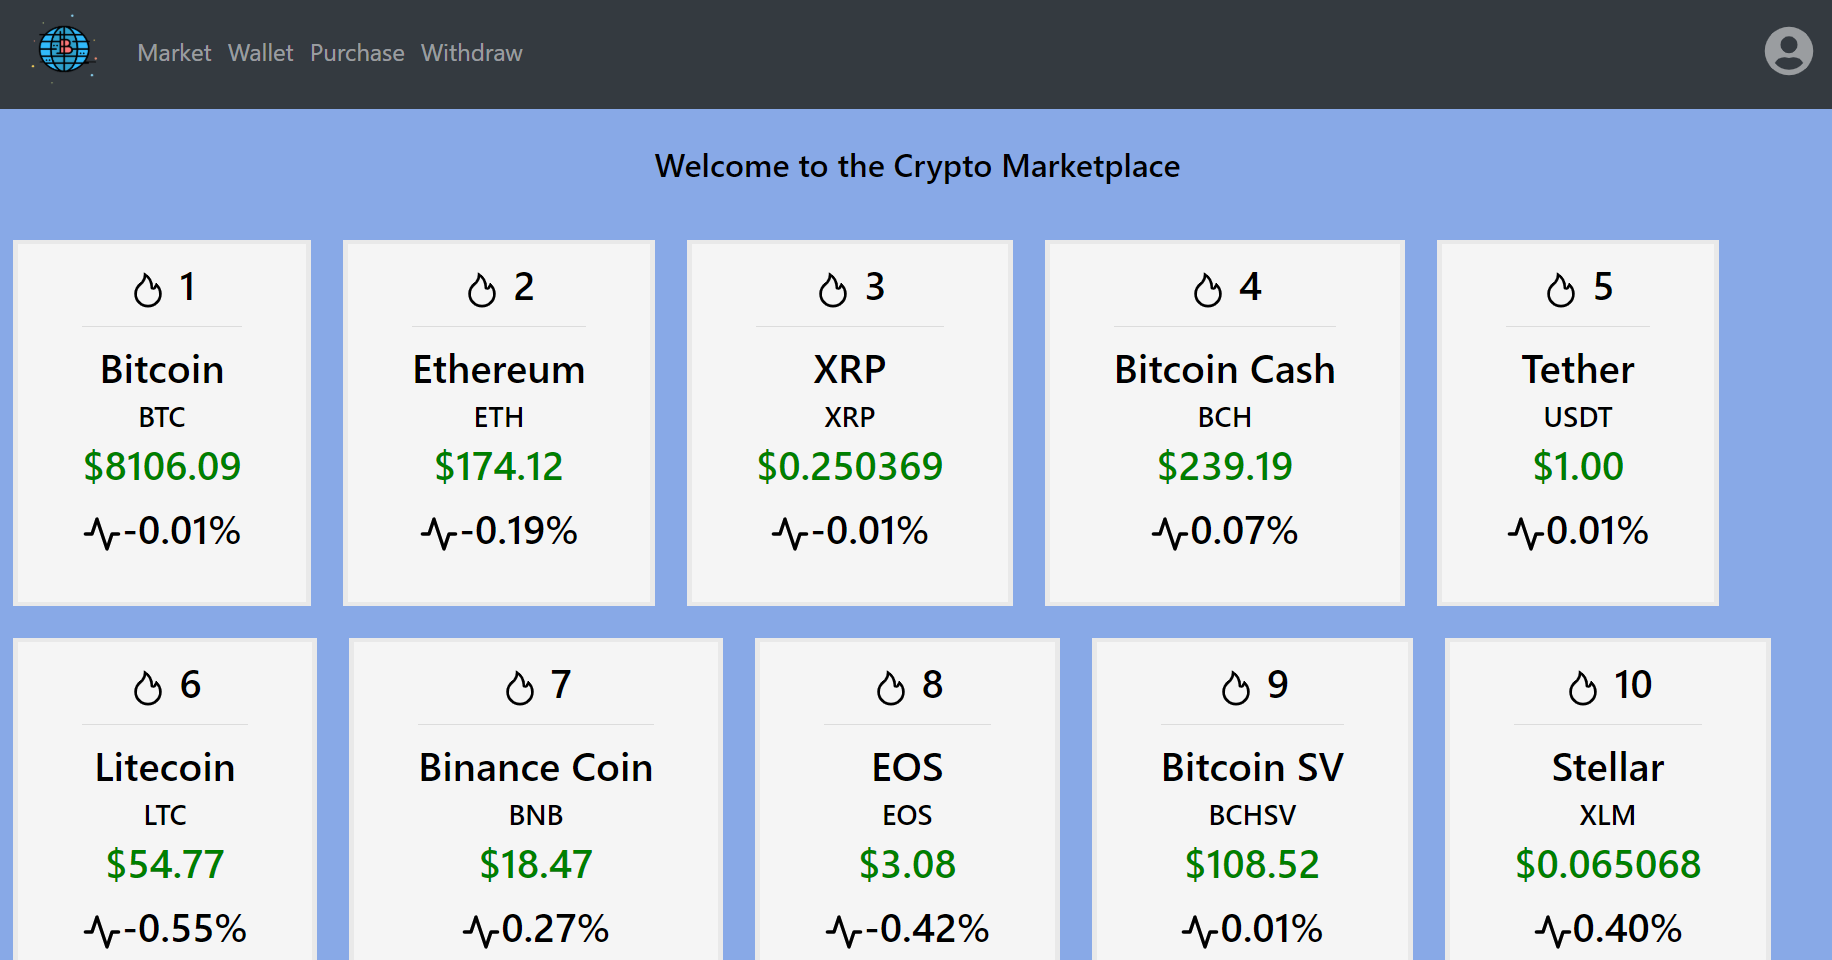 B
Market Wallet Purchase Withdraw
Welcome to the Crypto Marketplace
1
Bitcoin
BTC
$8106.09
-0.01%
2
Ethereum
ETH
$174.12
-0.19%
3
XRP
XRP
$0.250369
-0.01%
4
Bitcoin Cash
BCH
$239.19
0.07%
5
Tether
USDT
$1.00
0.01%
6
Litecoin
LTC
$54.77
-0.55%
7
Binance Coin
BNB
$18.47
0.27%
8
EOS
EOS
$3.08
-0.42%
9
Bitcoin SV
BCHSV
$108.52
0.01%
10
Stellar
XLM
$0.065068
0.40%